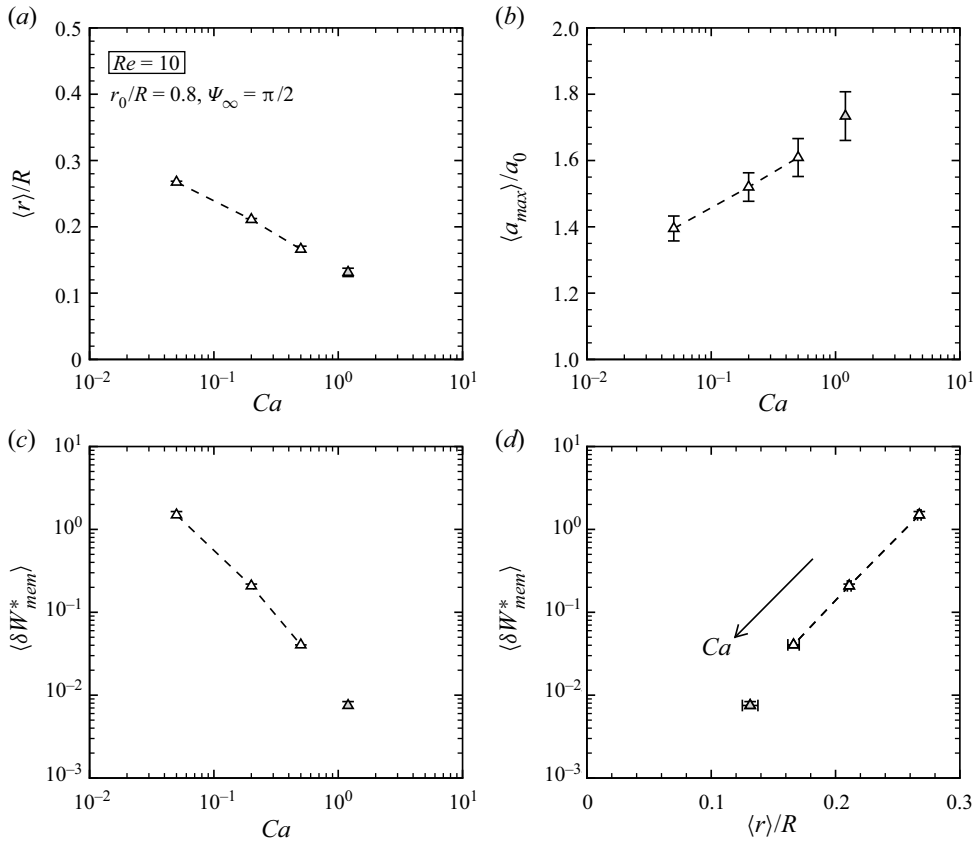 (a)
0.5
0.4
0.3
0.2
0.1
0
⟨r⟩/R
Re = 10
r₀/R = 0.8, Ψ∞ = π/2
10⁻² 10⁻¹ 10⁰ 10¹
Ca
(b)
2.0
1.8
1.6
1.4
1.2
1.0
⟨a_max⟩/a₀
10⁻² 10⁻¹ 10⁰ 10¹
Ca
(c)
10¹
10⁰
10⁻¹
10⁻²
10⁻³
⟨δW*_mem⟩
10⁻² 10⁻¹ 10⁰ 10¹
Ca
(d)
10¹
10⁰
10⁻¹
10⁻²
10⁻³
⟨δW*_mem⟩
Ca
0 0.1 0.2 0.3
⟨r⟩/R